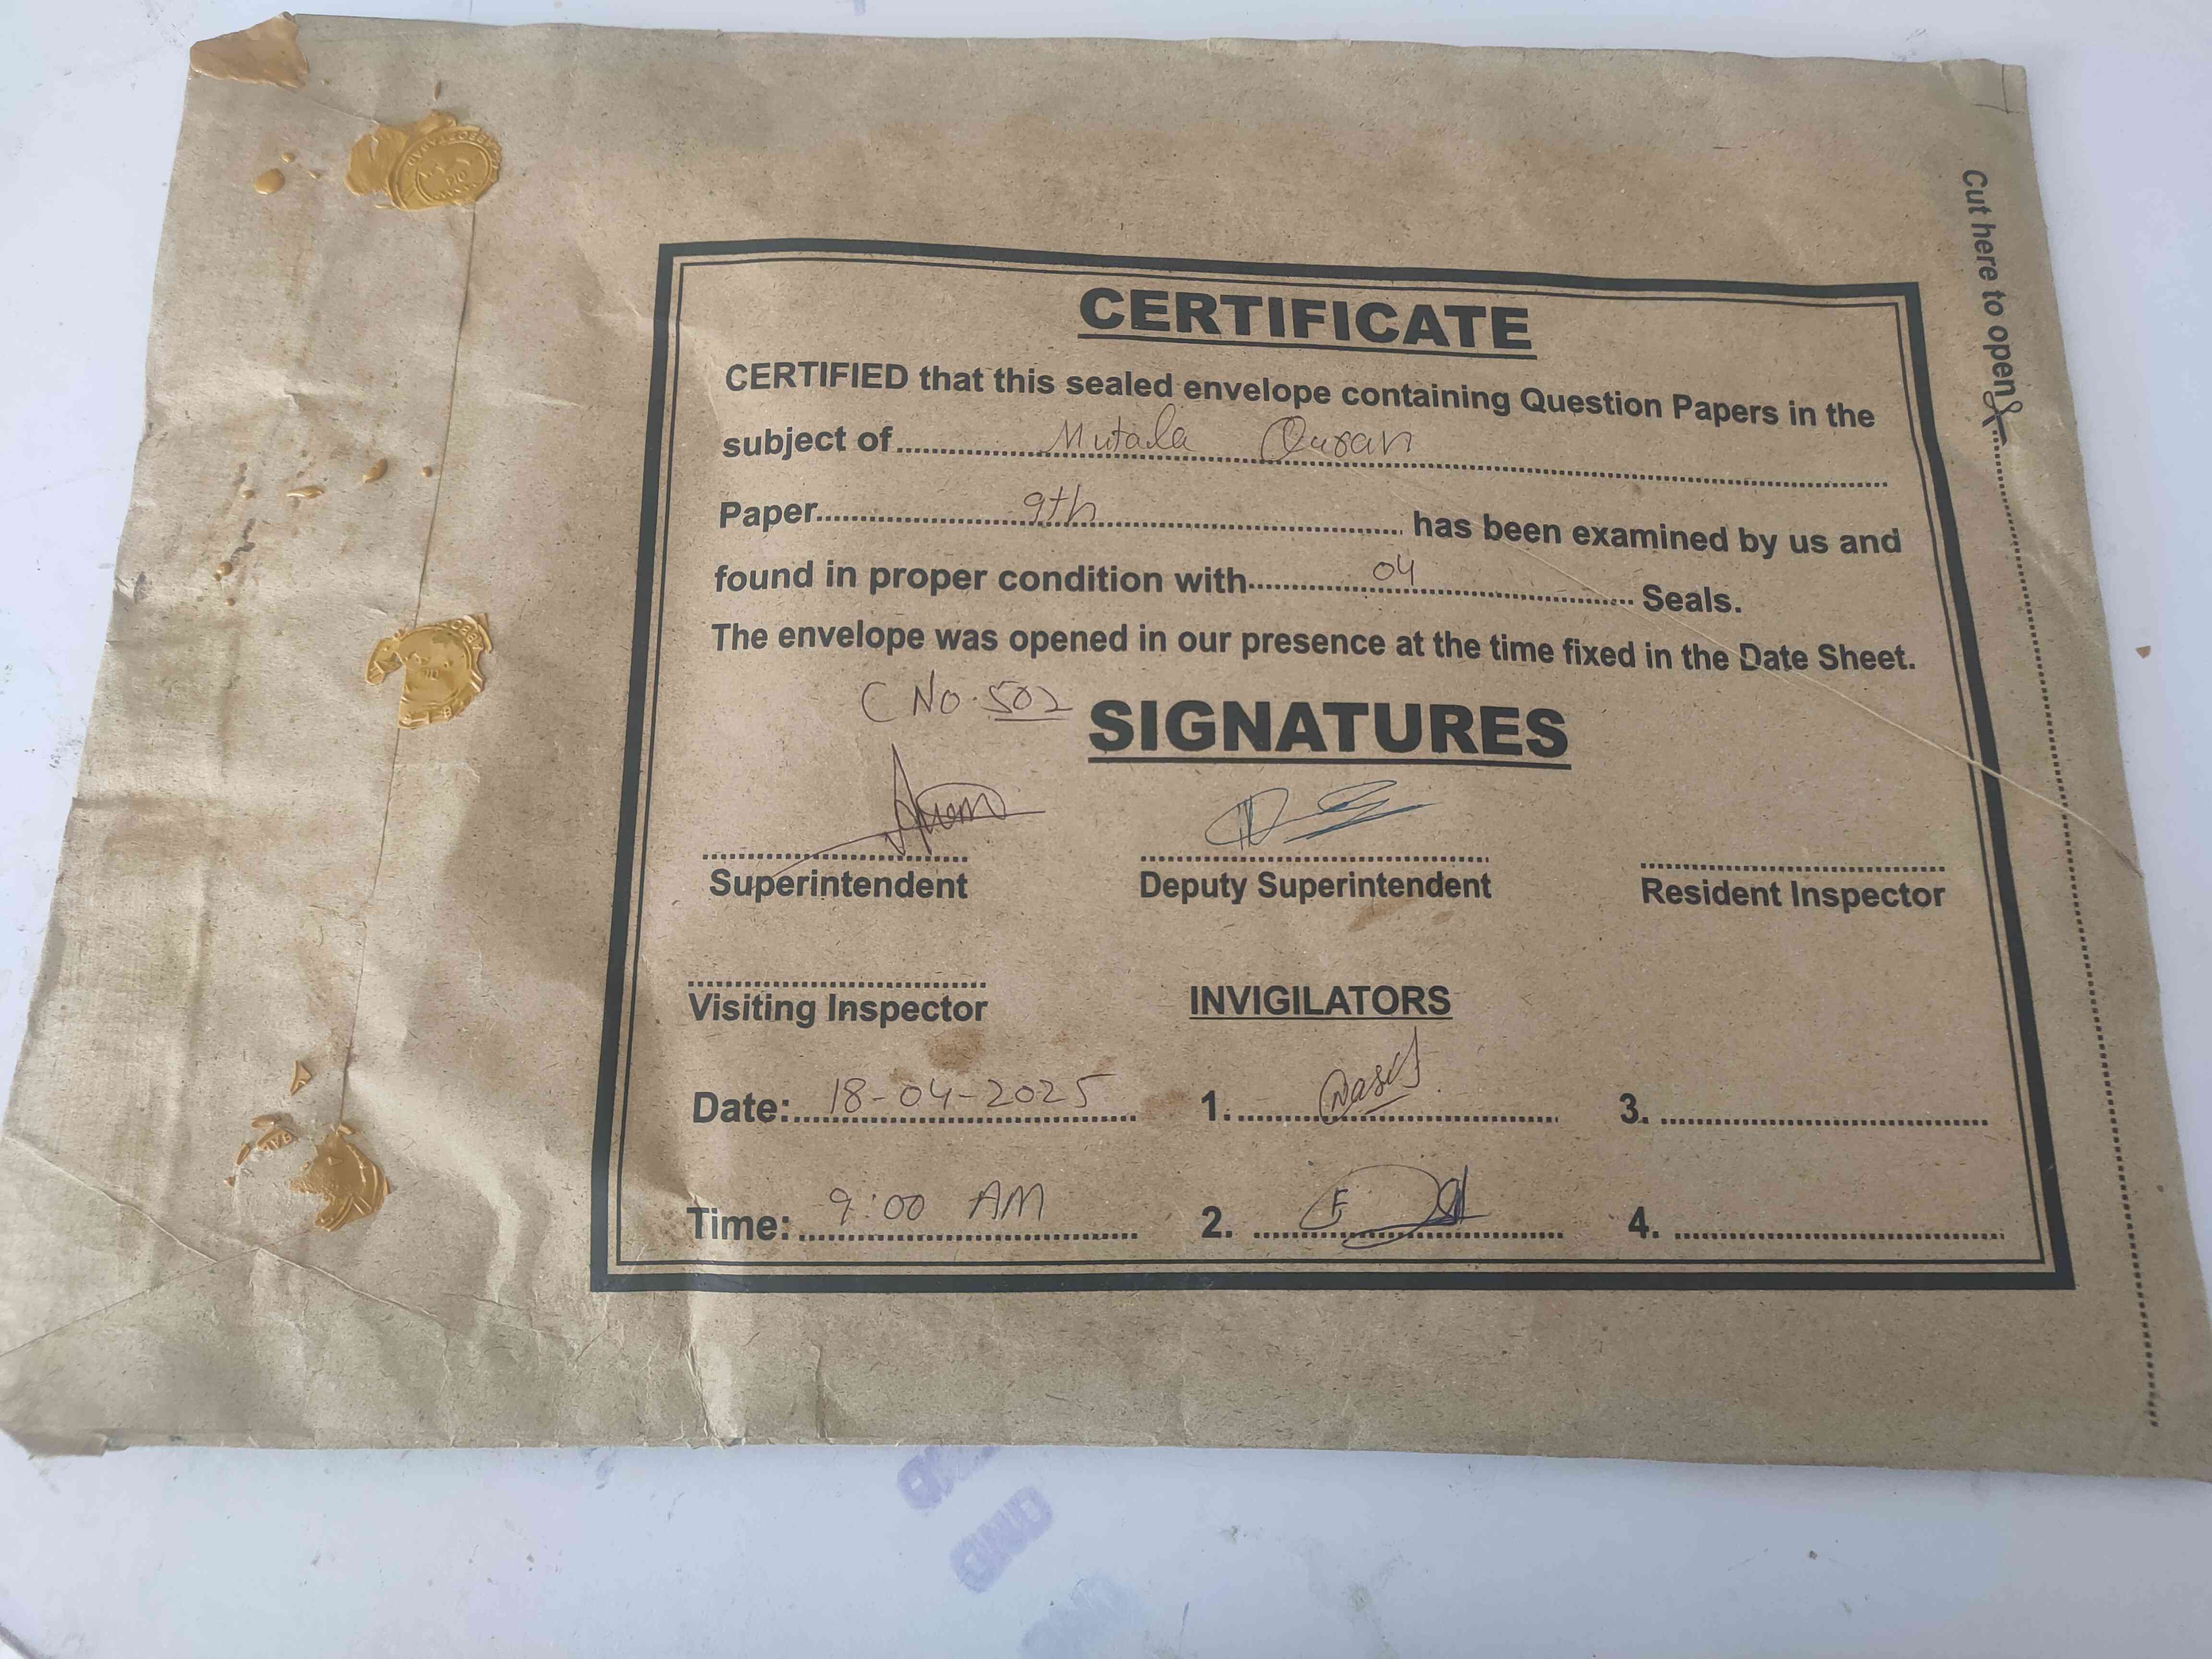 CERTIFICATE
CERTIFIED that this sealed envelope containing Question Papers in the
subject of Mutala Quran
Paper 9th has been examined by us and
found in proper condition with 04 Seals.
The envelope was opened in our presence at the time fixed in the Date Sheet.
C No. 502
SIGNATURES
Superintendent Deputy Superintendent Resident Inspector
Visiting Inspector INVIGILATORS
Date: 18-04-2025 1. 3.
Time: 9:00 AM 2. 4.
Cut here to open